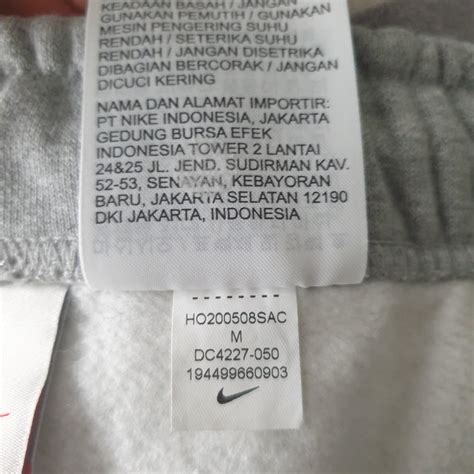 KEADAAN BASAH / JANGAN
GUNAKAN PEMUTIH / GUNAKAN
MESIN PENGERING SUHU
RENDAH / SETERIKA SUHU
RENDAH / JANGAN DISETRIKA
DIBAGIAN BERCORAK / JANGAN
DICUCI KERING
NAMA DAN ALAMAT IMPORTIR:
PT NIKE INDONESIA, JAKARTA
GEDUNG BURSA EFEK
INDONESIA TOWER 2 LANTAI
24&25 JL. JEND. SUDIRMAN KAV.
52-53, SENAYAN, KEBAYORAN
BARU, JAKARTA SELATAN 12190
DKI JAKARTA, INDONESIA
HO200508SAC
M
DC4227-050
194499660903